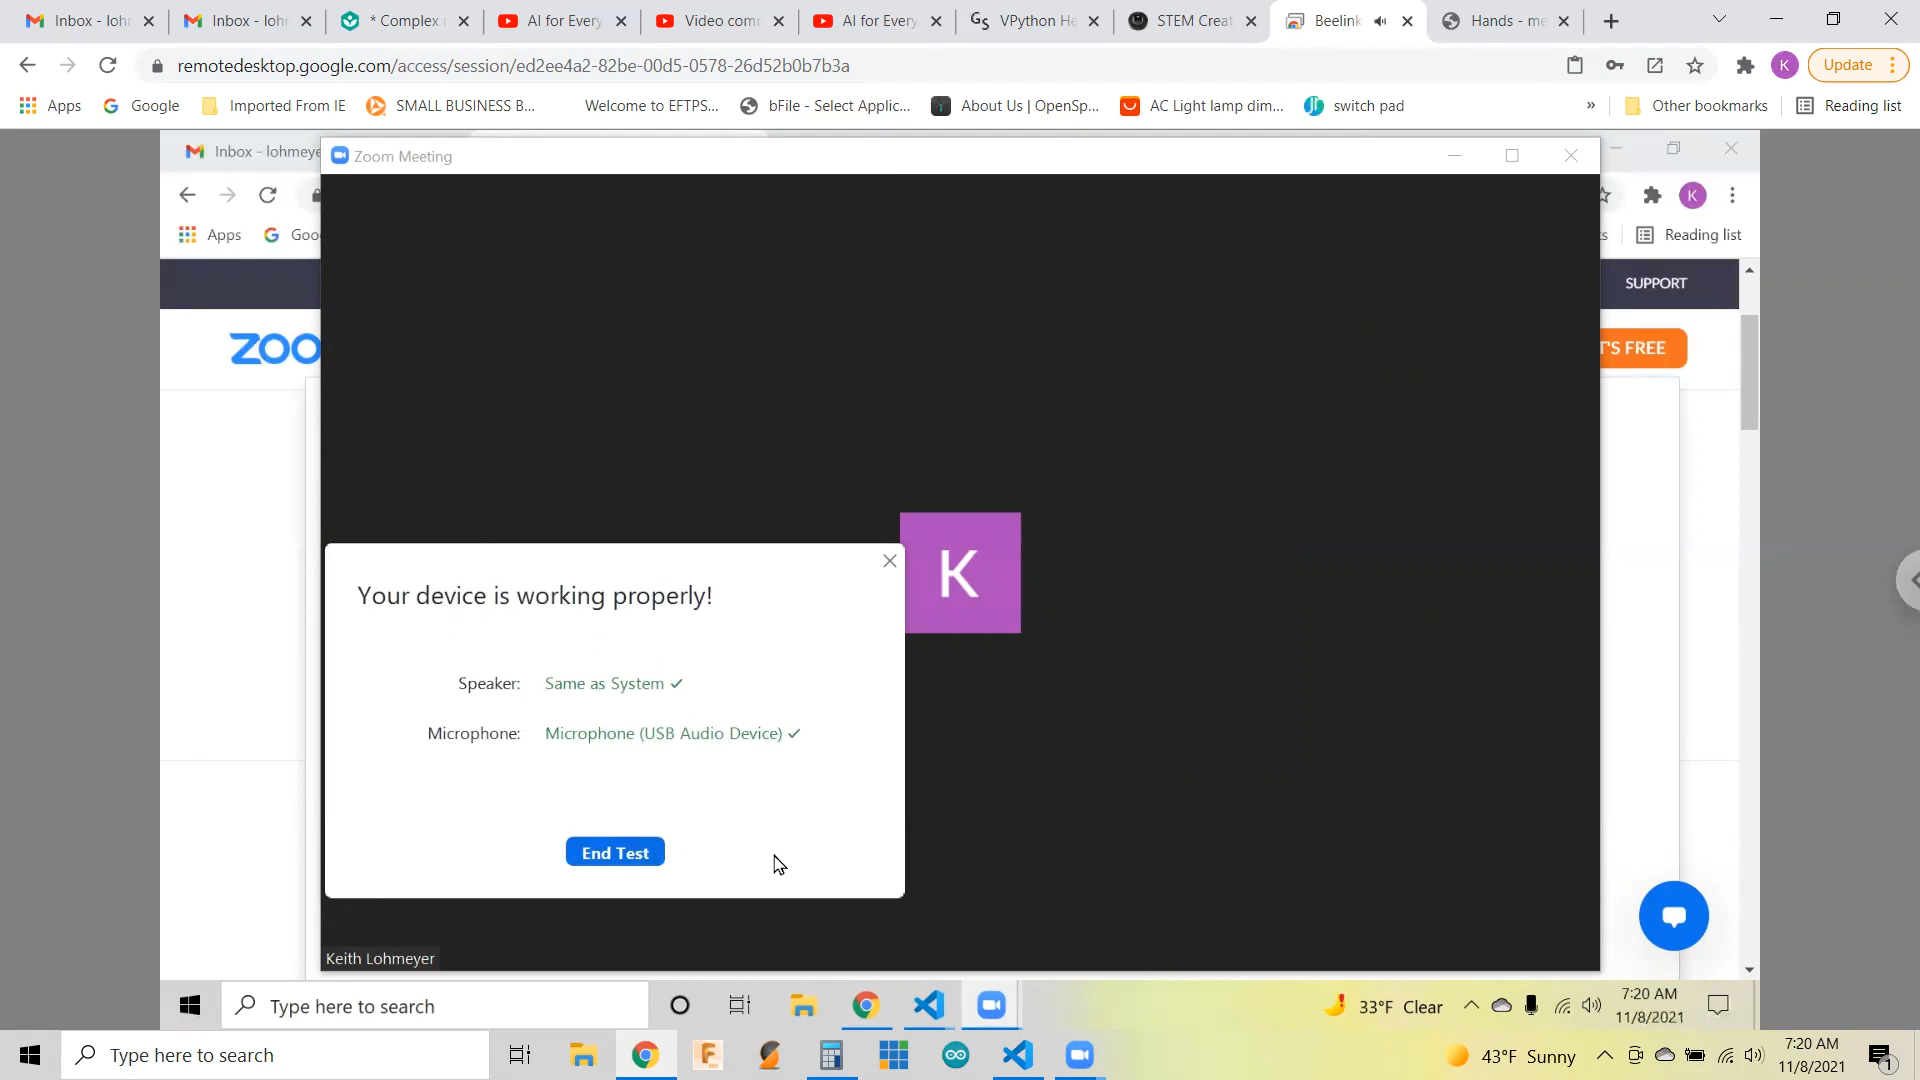 Inbox - loh
Inbox - loh
* Complex
AI for Every
Video com
AI for Every
VPython He
STEM Creat
Beelink
Hands - me
remotedesktop.google.com/access/session/ed2ee4a2-82be-00d5-0578-26d52b0b7b3a
K
Update
Apps
Google
Imported From IE
SMALL BUSINESS B...
Welcome to EFTPS...
bFile - Select Applic...
About Us | OpenSp...
AC Light lamp dim...
switch pad
»
Other bookmarks
Reading list
Inbox - lohmeye
Zoom Meeting
K
Apps
Goo
Reading list
SUPPORT
ZOO
T'S FREE
K
Your device is working properly!
Speaker: Same as System ✓
Microphone: Microphone (USB Audio Device) ✓
End Test
Keith Lohmeyer
Type here to search
33°F Clear
7:20 AM
11/8/2021
Type here to search
43°F Sunny
7:20 AM
11/8/2021
1